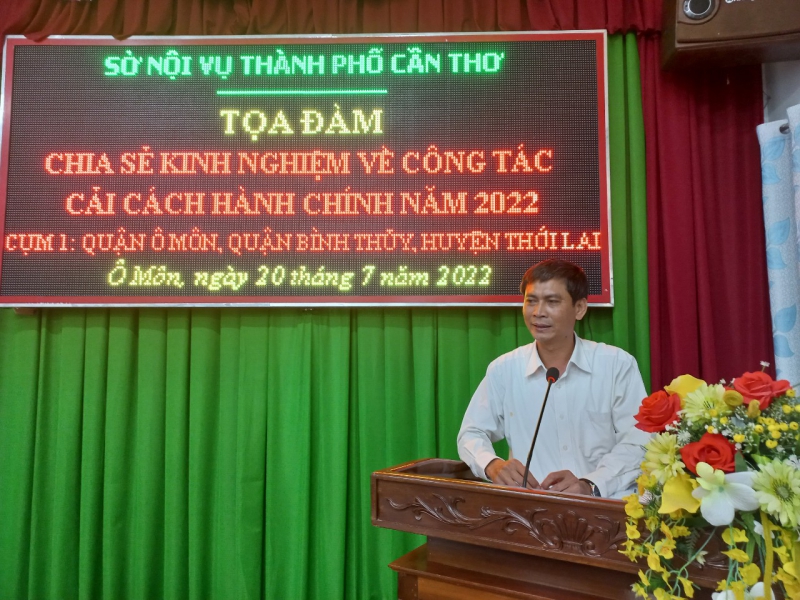 SỞ NỘI VỤ THÀNH PHỐ CẦN THƠ
TỌA ĐÀM
CHIA SẺ KINH NGHIỆM VỀ CÔNG TÁC
CẢI CÁCH HÀNH CHÍNH NĂM 2022
CỤM 1: QUẬN Ô MÔN, QUẬN BÌNH THỦY, HUYỆN THỚI LAI
Ô Môn, ngày 20 tháng 7 năm 2022